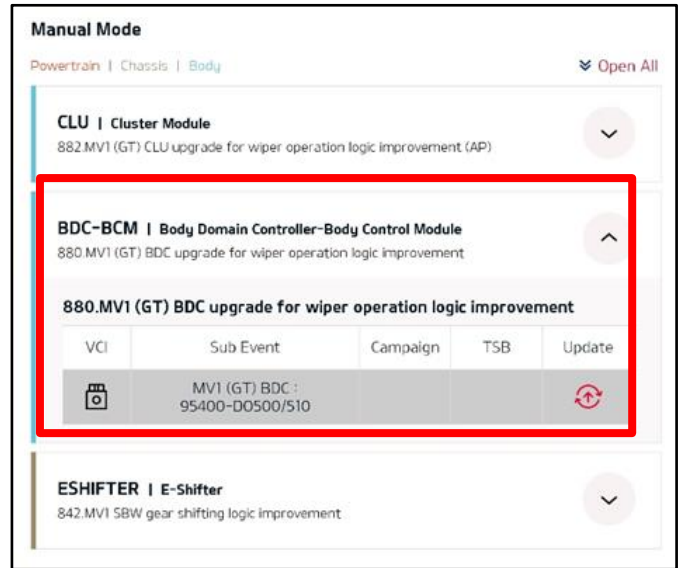 Manual Mode
Powertrain | Chassis | Body
Open All
CLU | Cluster Module
882.MV1 (GT) CLU upgrade for wiper operation logic improvement (AP)
BDC-BCM | Body Domain Controller-Body Control Module
880.MV1 (GT) BDC upgrade for wiper operation logic improvement
880.MV1 (GT) BDC upgrade for wiper operation logic improvement
VCI Sub Event Campaign TSB Update
MV1 (GT) BDC :
95400-DO500/510
ESHIFTER | E-Shifter
842.MV1 SBW gear shifting logic improvement